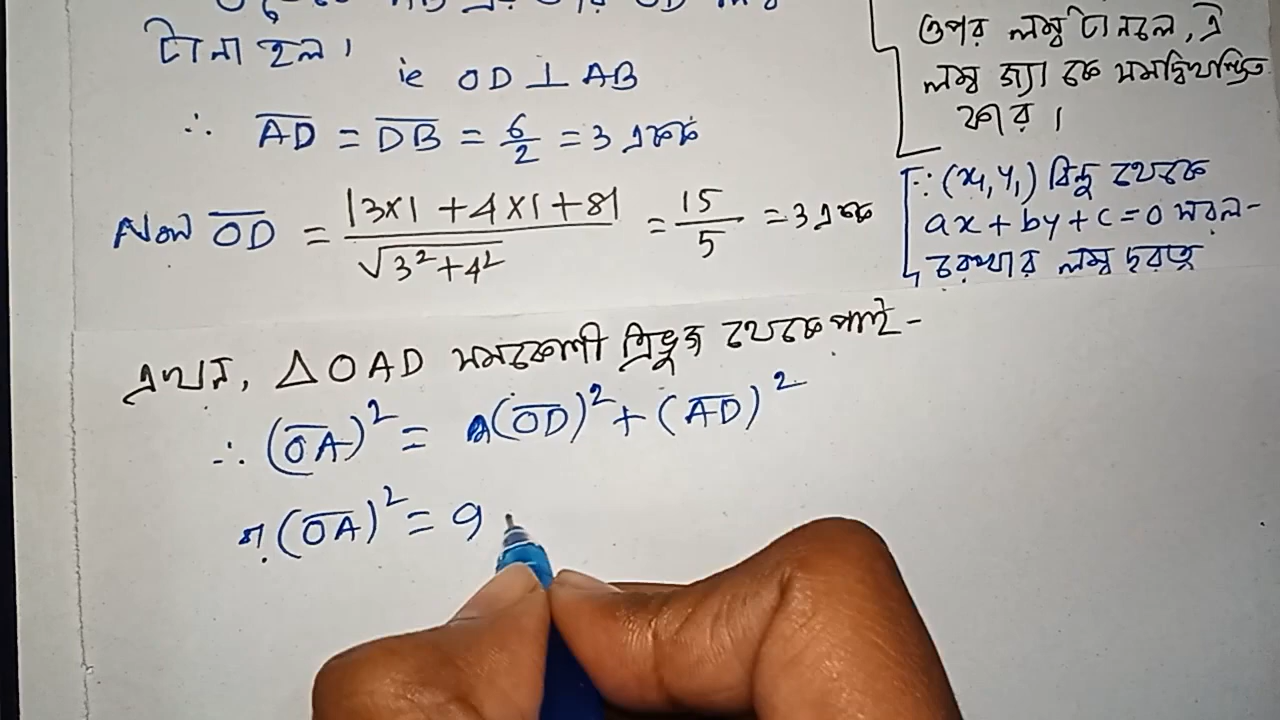 টানা হল।
ie OD ⊥ AB
∴ AD = DB = 6/2 = 3 একক
Now OD = |3×1 + 4×1 + 8| / √3²+4² = 15/5 = 3 একক
এখন, △OAD সমকোণী ত্রিভুজ থেকে পাই-
∴ (OA)² = (OD)² + (AD)²
বা, (OA)² = 9
ওপর লম্ব টানলে, ঐ
লম্ব জ্যা কে সমদ্বিখণ্ডিত
করে।
[∵ (x₁, y₁) বিন্দু থেকে
ax + by + c = 0 সরল-
রেখার লম্ব দূরত্ব